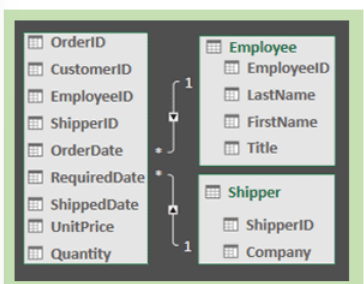 OrderID
CustomerID
EmployeeID
ShipperID
OrderDate
RequiredDate
ShippedDate
UnitPrice
Quantity
1
*
*
1
Employee
EmployeeID
LastName
FirstName
Title
Shipper
ShipperID
Company